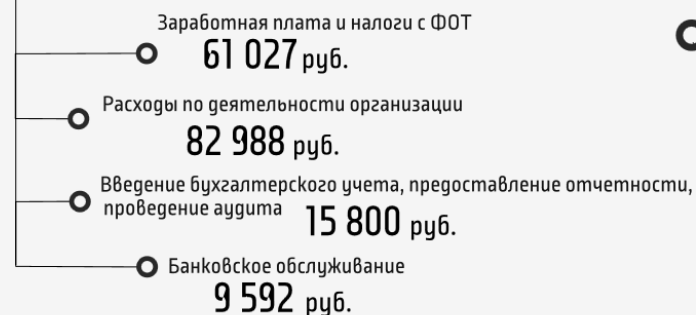 Заработная плата и налоги с ФОТ
61 027 руб.
Расходы по деятельности организации
82 988 руб.
Введение бухгалтерского учета, предоставление отчетности,
проведение аудита
15 800 руб.
Банковское обслуживание
9 592 руб.